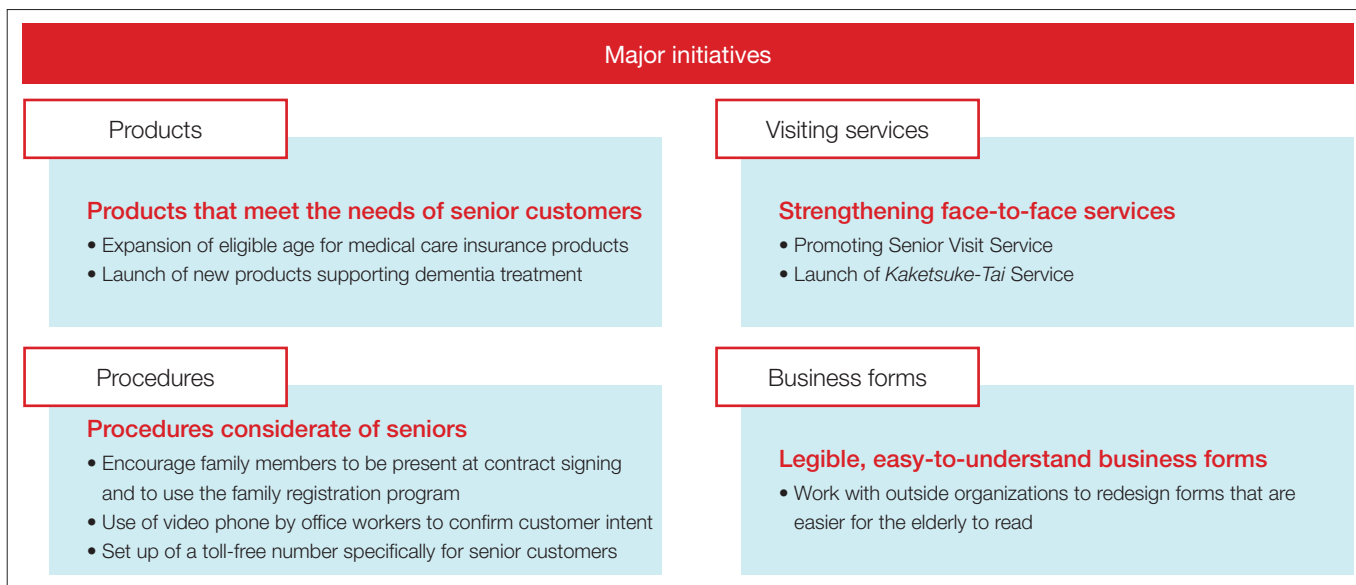 Major initiatives
Products
Products that meet the needs of senior customers
• Expansion of eligible age for medical care insurance products
• Launch of new products supporting dementia treatment
Visiting services
Strengthening face-to-face services
• Promoting Senior Visit Service
• Launch of Kaketsuke-Tai Service
Procedures
Procedures considerate of seniors
• Encourage family members to be present at contract signing
and to use the family registration program
• Use of video phone by office workers to confirm customer intent
• Set up of a toll-free number specifically for senior customers
Business forms
Legible, easy-to-understand business forms
• Work with outside organizations to redesign forms that are
easier for the elderly to read